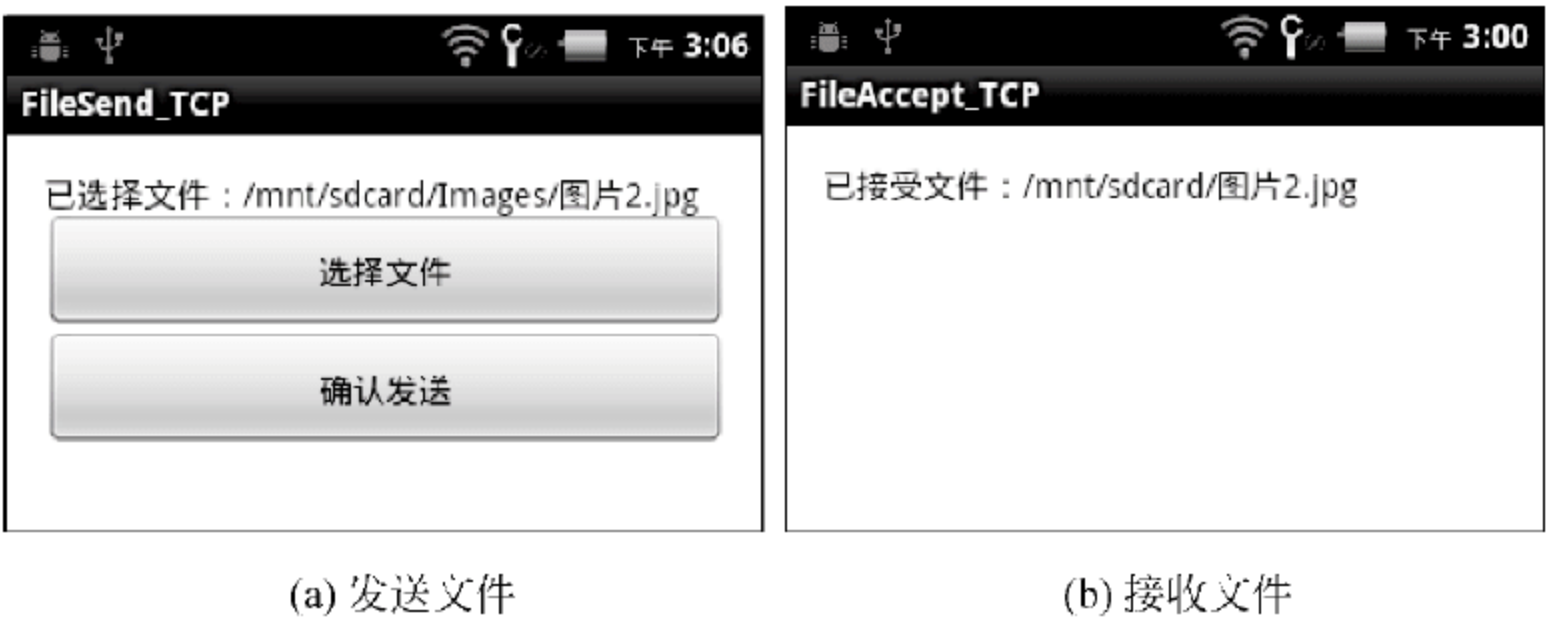 下午 3:06
FileSend_TCP
已选择文件：/mnt/sdcard/Images/图片2.jpg
选择文件
确认发送
(a) 发送文件
下午 3:00
FileAccept_TCP
已接受文件：/mnt/sdcard/图片2.jpg
(b) 接收文件